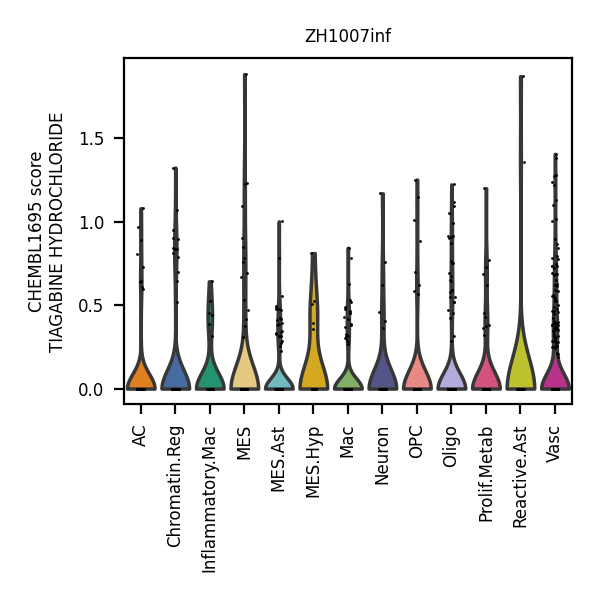 ZH1007inf
CHEMBL1695 score
TIAGABINE HYDROCHLORIDE
1.5
1.0
0.5
0.0
AC
Chromatin.Reg
Inflammatory.Mac
MES
MES.Ast
MES.Hyp
Mac
Neuron
OPC
Oligo
Prolif.Metab
Reactive.Ast
Vasc